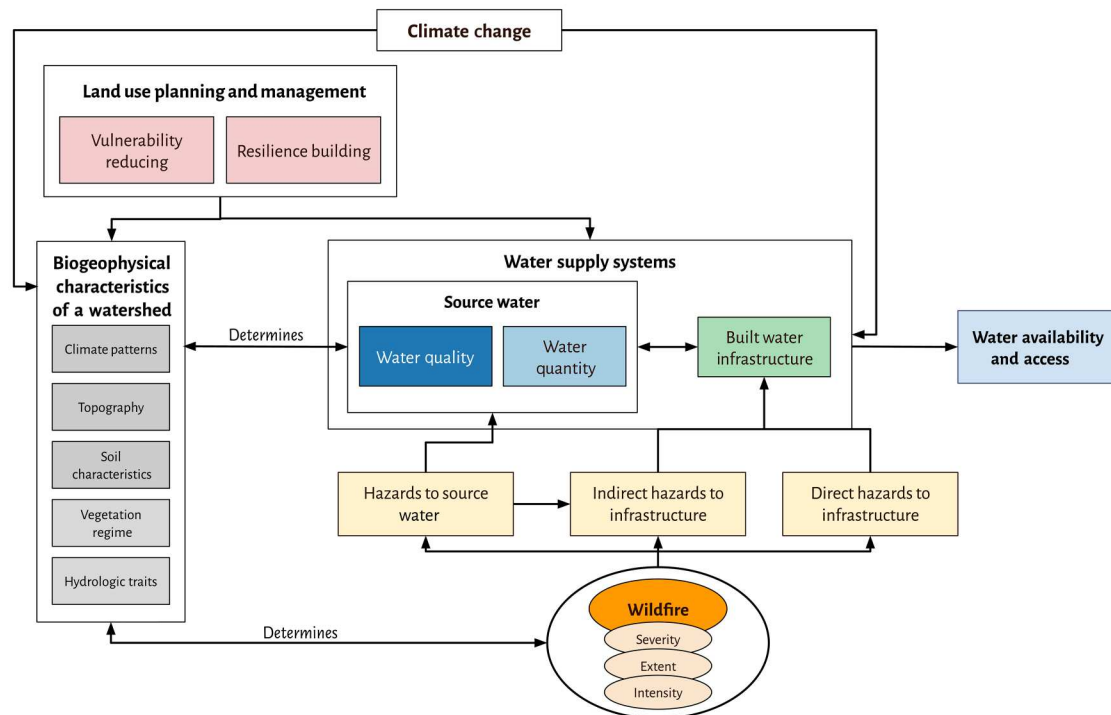 Climate change
Land use planning and management
Vulnerability
reducing
Resilience building
Biogeophysical
characteristics
of a watershed
Climate patterns
Topography
Soil
characteristics
Vegetation
regime
Hydrologic traits
Determines
Water supply systems
Source water
Water quality
Water
quantity
Built water
infrastructure
Water availability
and access
Hazards to source
water
Indirect hazards to
infrastructure
Direct hazards to
infrastructure
Determines
Wildfire
Severity
Extent
Intensity